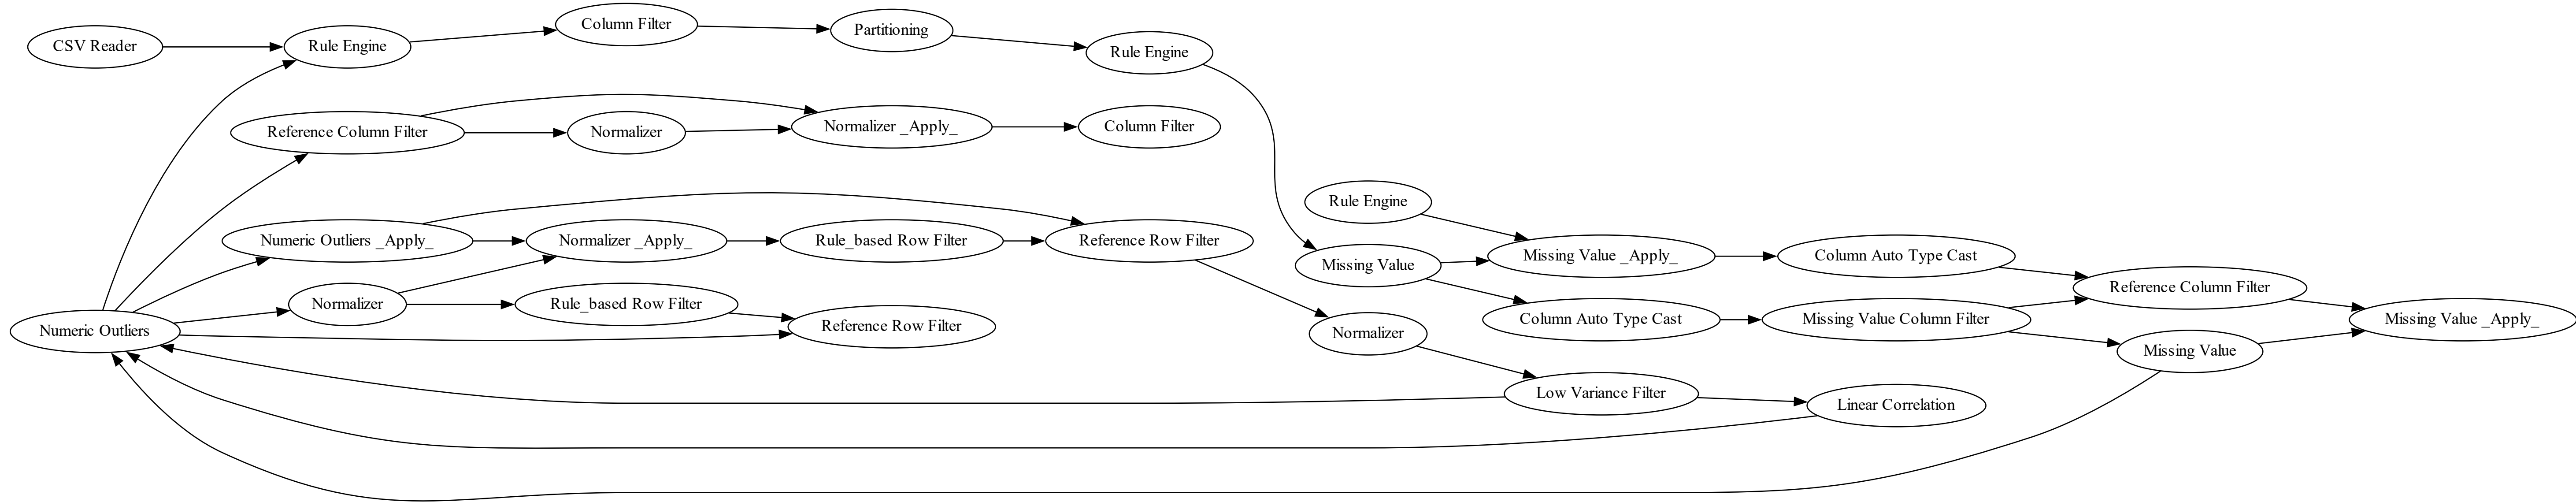 CSV Reader
Rule Engine
Column Filter
Partitioning
Rule Engine
Reference Column Filter
Normalizer
Normalizer _Apply_
Column Filter
Rule Engine
Numeric Outliers _Apply_
Normalizer _Apply_
Rule_based Row Filter
Reference Row Filter
Missing Value
Missing Value _Apply_
Column Auto Type Cast
Reference Column Filter
Numeric Outliers
Normalizer
Rule_based Row Filter
Reference Row Filter
Normalizer
Column Auto Type Cast
Missing Value Column Filter
Missing Value
Missing Value _Apply_
Low Variance Filter
Linear Correlation